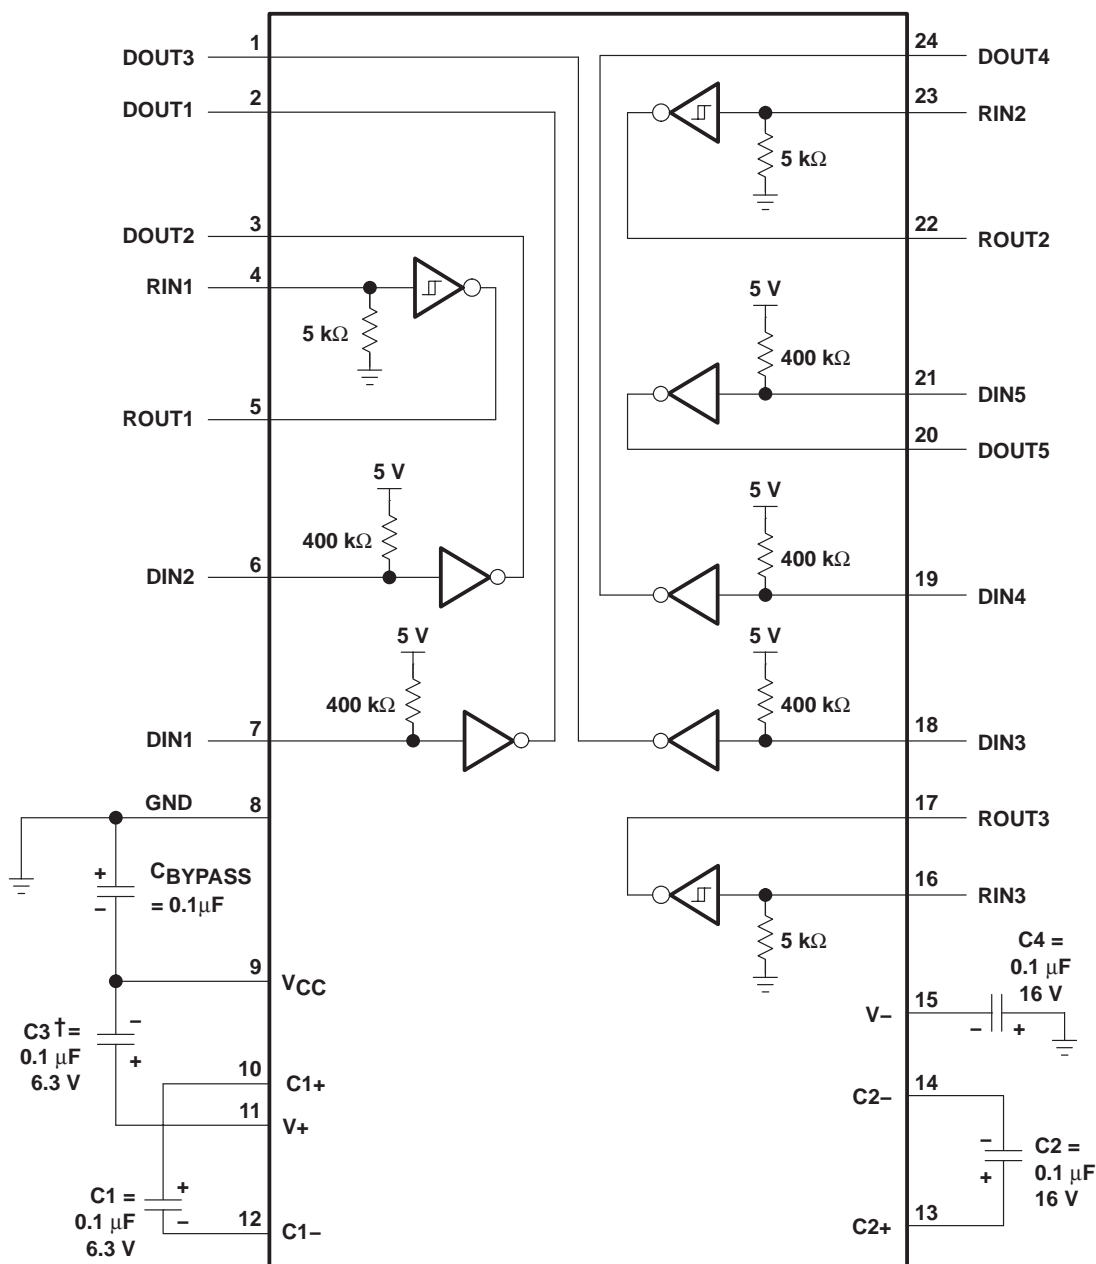 DOUT3 1
DOUT1 2
DOUT2 3
RIN1 4
5 kΩ
ROUT1 5
5 V
400 kΩ
DIN2 6
5 V
400 kΩ
DIN1 7
GND 8
+
CBYPASS
= 0.1μF
–
9 VCC
C3† =
0.1 μF
6.3 V
–
+
10 C1+
11 V+
C1 =
0.1 μF
6.3 V
+
–
12 C1–
24 DOUT4
23 RIN2
5 kΩ
22 ROUT2
5 V
400 kΩ
21 DIN5
20 DOUT5
5 V
400 kΩ
19 DIN4
5 V
400 kΩ
18 DIN3
17 ROUT3
16 RIN3
5 kΩ
C4 =
0.1 μF
16 V
V– 15
– +
C2– 14
–
+
C2 =
0.1 μF
16 V
C2+ 13